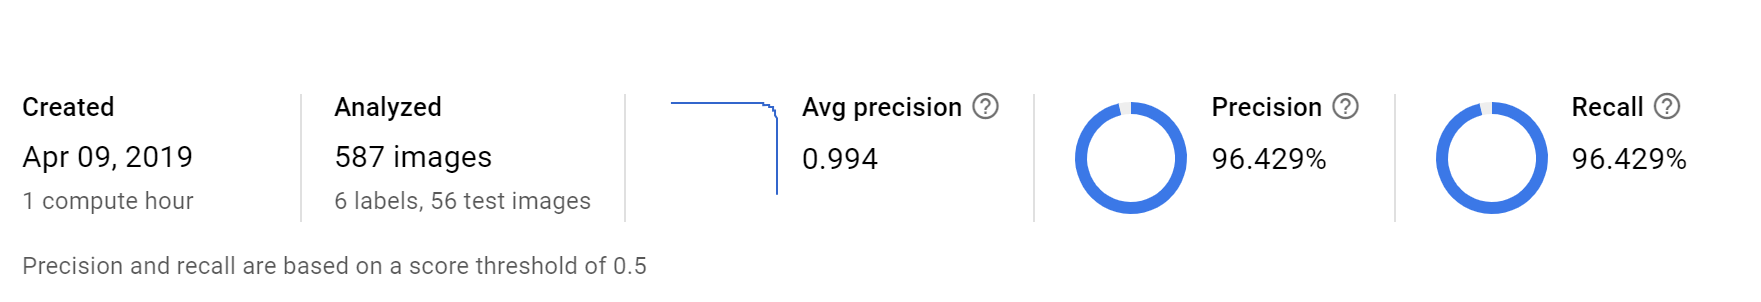 Created
Apr 09, 2019
1 compute hour
Analyzed
587 images
6 labels, 56 test images
Avg precision ?
0.994
Precision ?
96.429%
Recall ?
96.429%
Precision and recall are based on a score threshold of 0.5